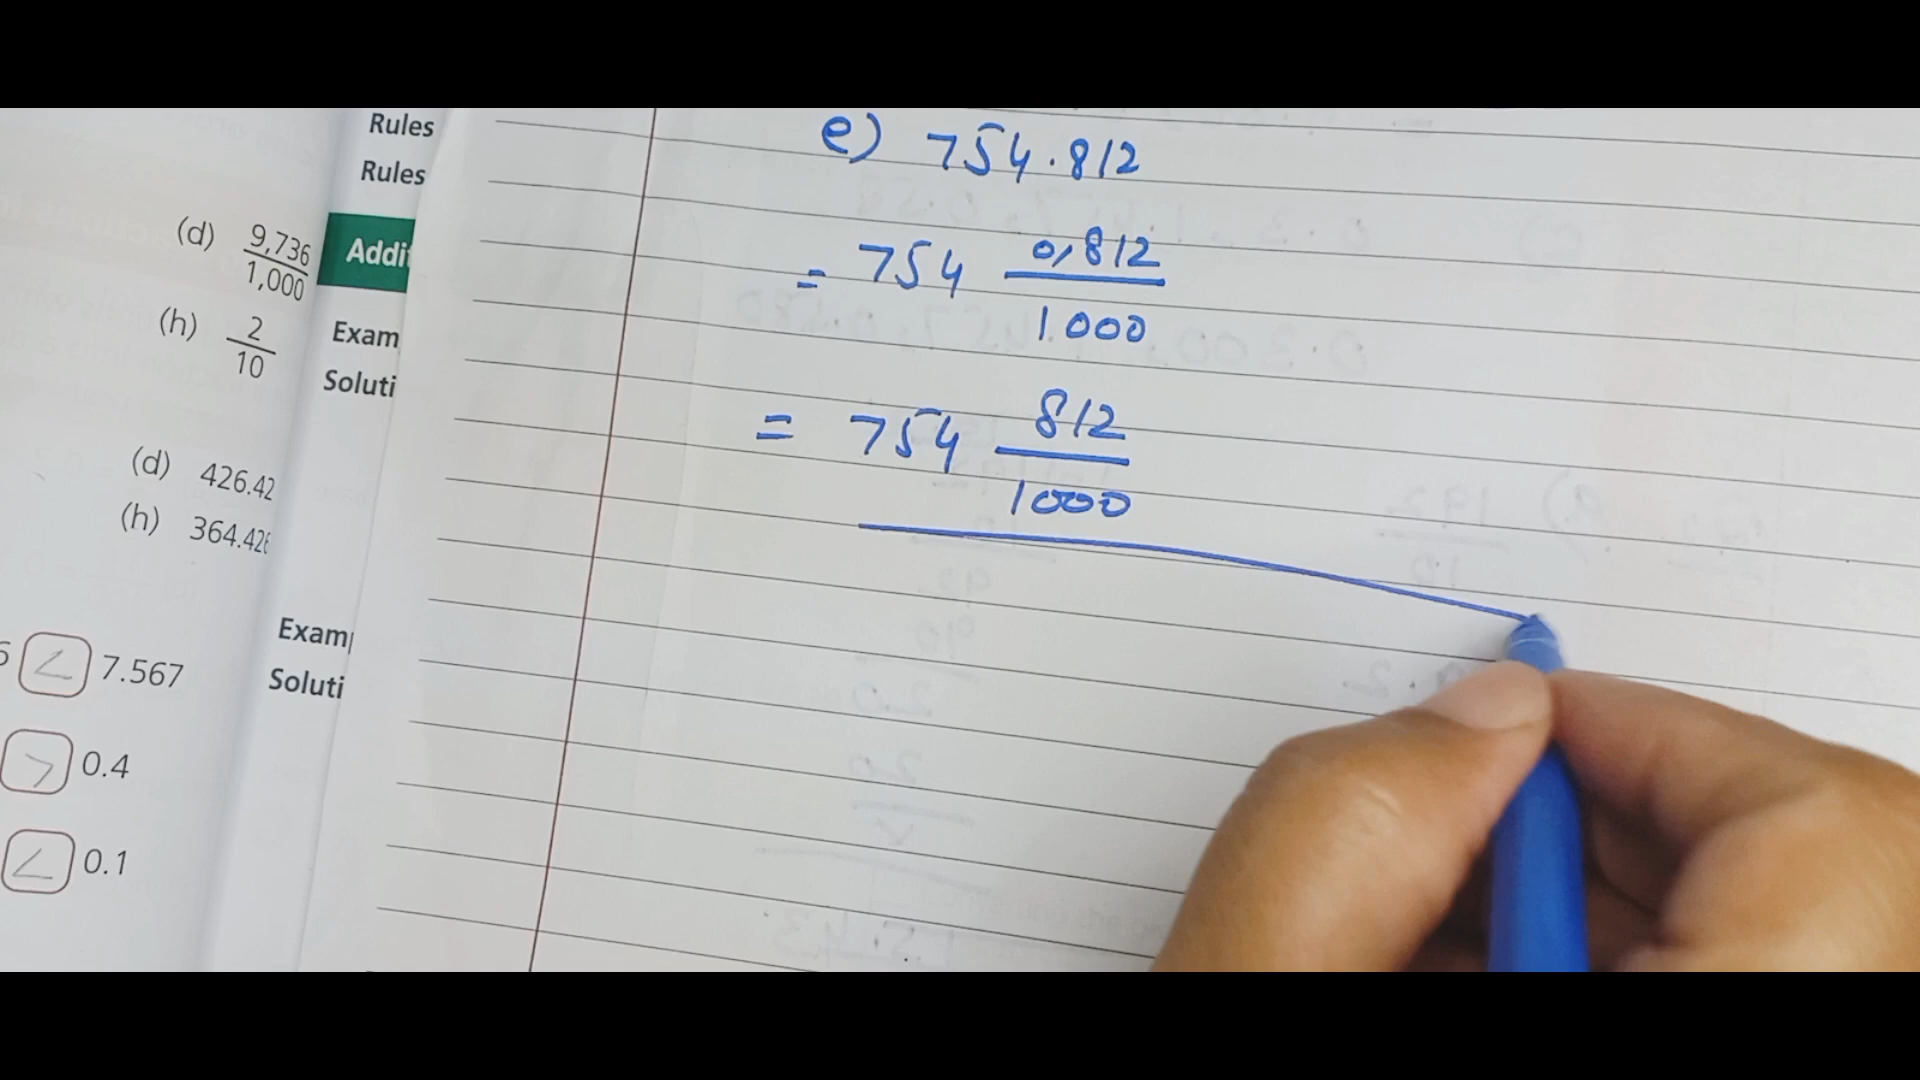 Rules
Rules
(d) 9,736/1,000
Addi
(h) 2/10
Exam
Soluti
(d) 426.42
(h) 364.428
< 7.567
Exam
Soluti
> 0.4
< 0.1
e) 754.812
= 754 0,812/1.000
= 754 812/1000